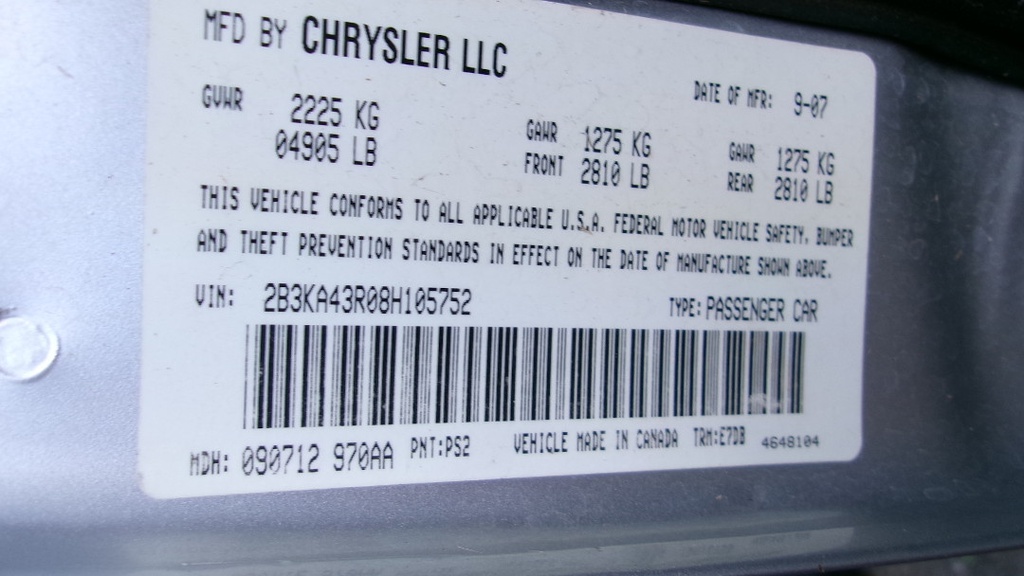 MFD BY CHRYSLER LLC
DATE OF MFR: 9-07
GVWR 2225 KG
04905 LB
GAWR FRONT 1275 KG
2810 LB
GAWR REAR 1275 KG
2810 LB
THIS VEHICLE CONFORMS TO ALL APPLICABLE U.S.A. FEDERAL MOTOR VEHICLE SAFETY, BUMPER
AND THEFT PREVENTION STANDARDS IN EFFECT ON THE DATE OF MANUFACTURE SHOWN ABOVE.
VIN: 2B3KA43R08H105752 TYPE: PASSENGER CAR
MDH: 090712 970AA PNT:PS2 VEHICLE MADE IN CANADA TRM:E7DB 4648104